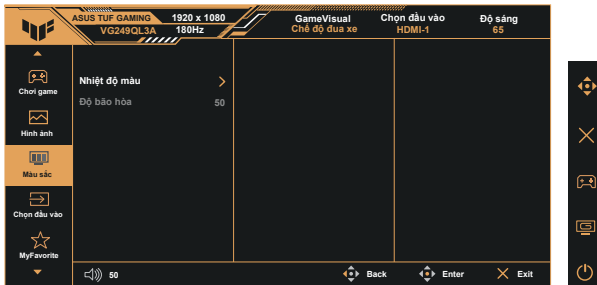 ASUS TUF GAMING 1920 x 1080
VG249QL3A 180Hz
GameVisual
Chế độ đua xe
Chọn đầu vào
HDMI-1
Độ sáng
65
Chơi game
Hình ảnh
Màu sắc
Chọn đầu vào
MyFavorite
Nhiệt độ màu
Độ bão hòa 50
50
Back
Enter
Exit